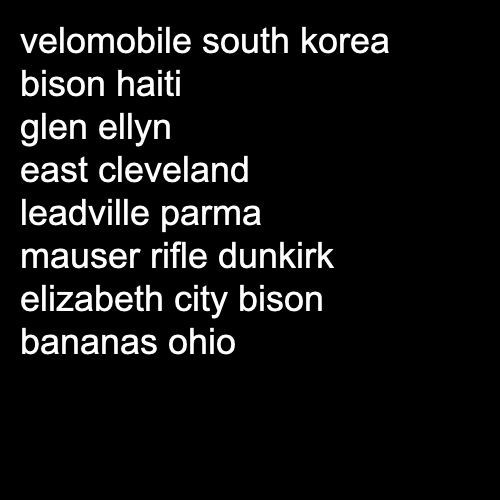 velomobile south korea
bison haiti
glen ellyn
east cleveland
leadville parma
mauser rifle dunkirk
elizabeth city bison
bananas ohio